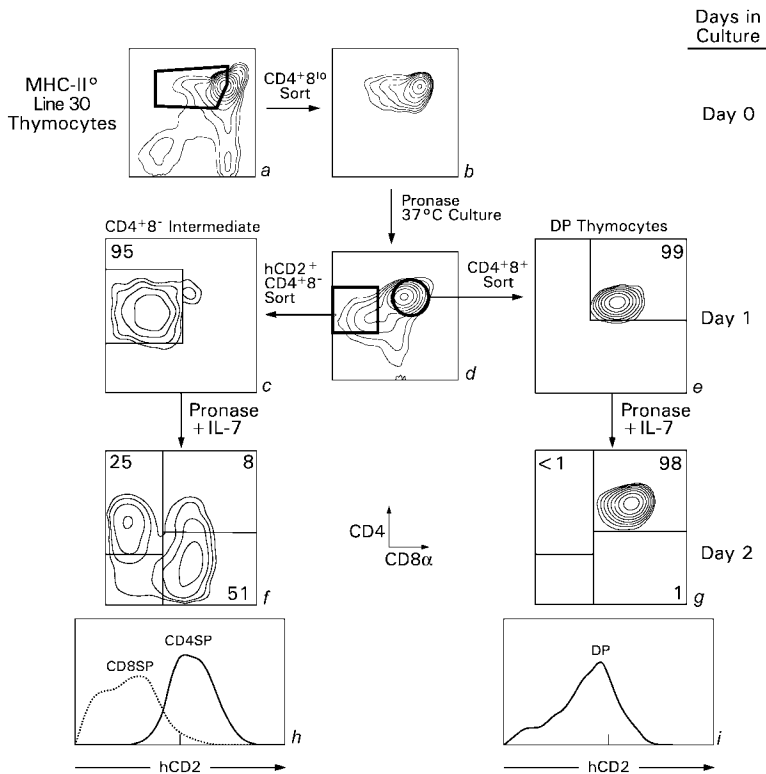 Days in
Culture
MHC-IIº
Line 30
Thymocytes
CD4+8lo
Sort
Day 0
a
b
Pronase
37°C Culture
CD4+8- Intermediate
DP Thymocytes
95
hCD2+
CD4+8-
Sort
CD4+8+
Sort
99
Day 1
c
d
e
Pronase
+IL-7
Pronase
+IL-7
25
8
51
f
CD4
CD8α
<1
98
1
g
Day 2
CD8SP
CD4SP
h
hCD2
DP
i
hCD2